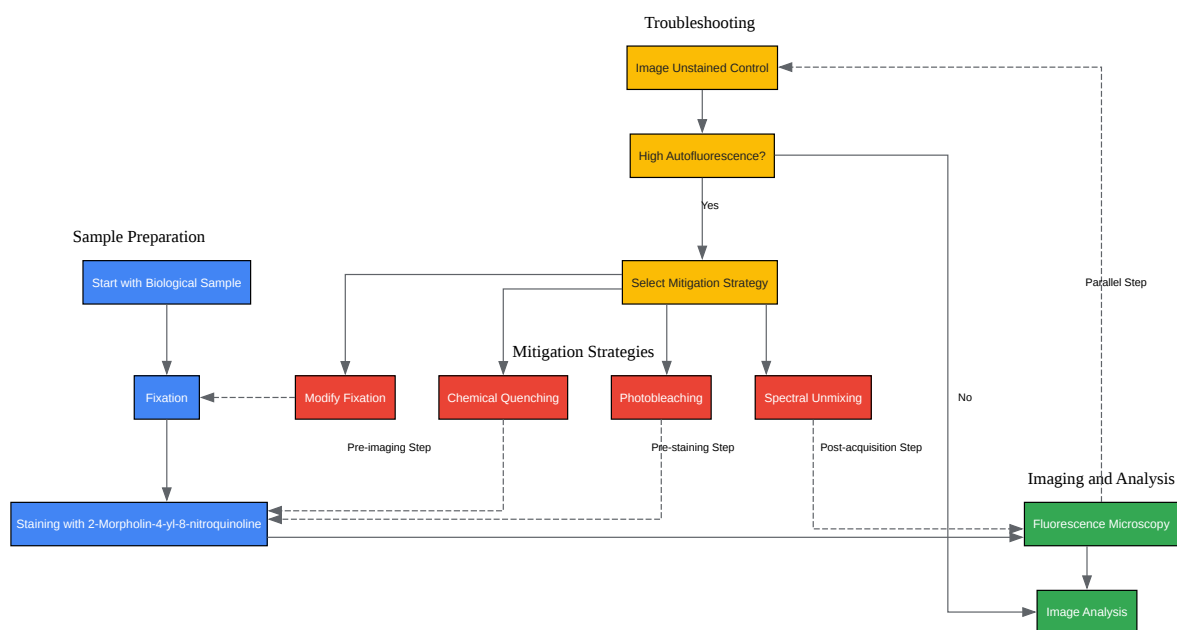 Troubleshooting
Image Unstained Control
High Autofluorescence?
Yes
Sample Preparation
Start with Biological Sample
Select Mitigation Strategy
Parallel Step
Mitigation Strategies
Fixation
Modify Fixation
Chemical Quenching
Photobleaching
Spectral Unmixing
No
Pre-imaging Step
Pre-staining Step
Post-acquisition Step
Imaging and Analysis
Staining with 2-Morpholin-4-yl-8-nitroquinoline
Fluorescence Microscopy
Image Analysis